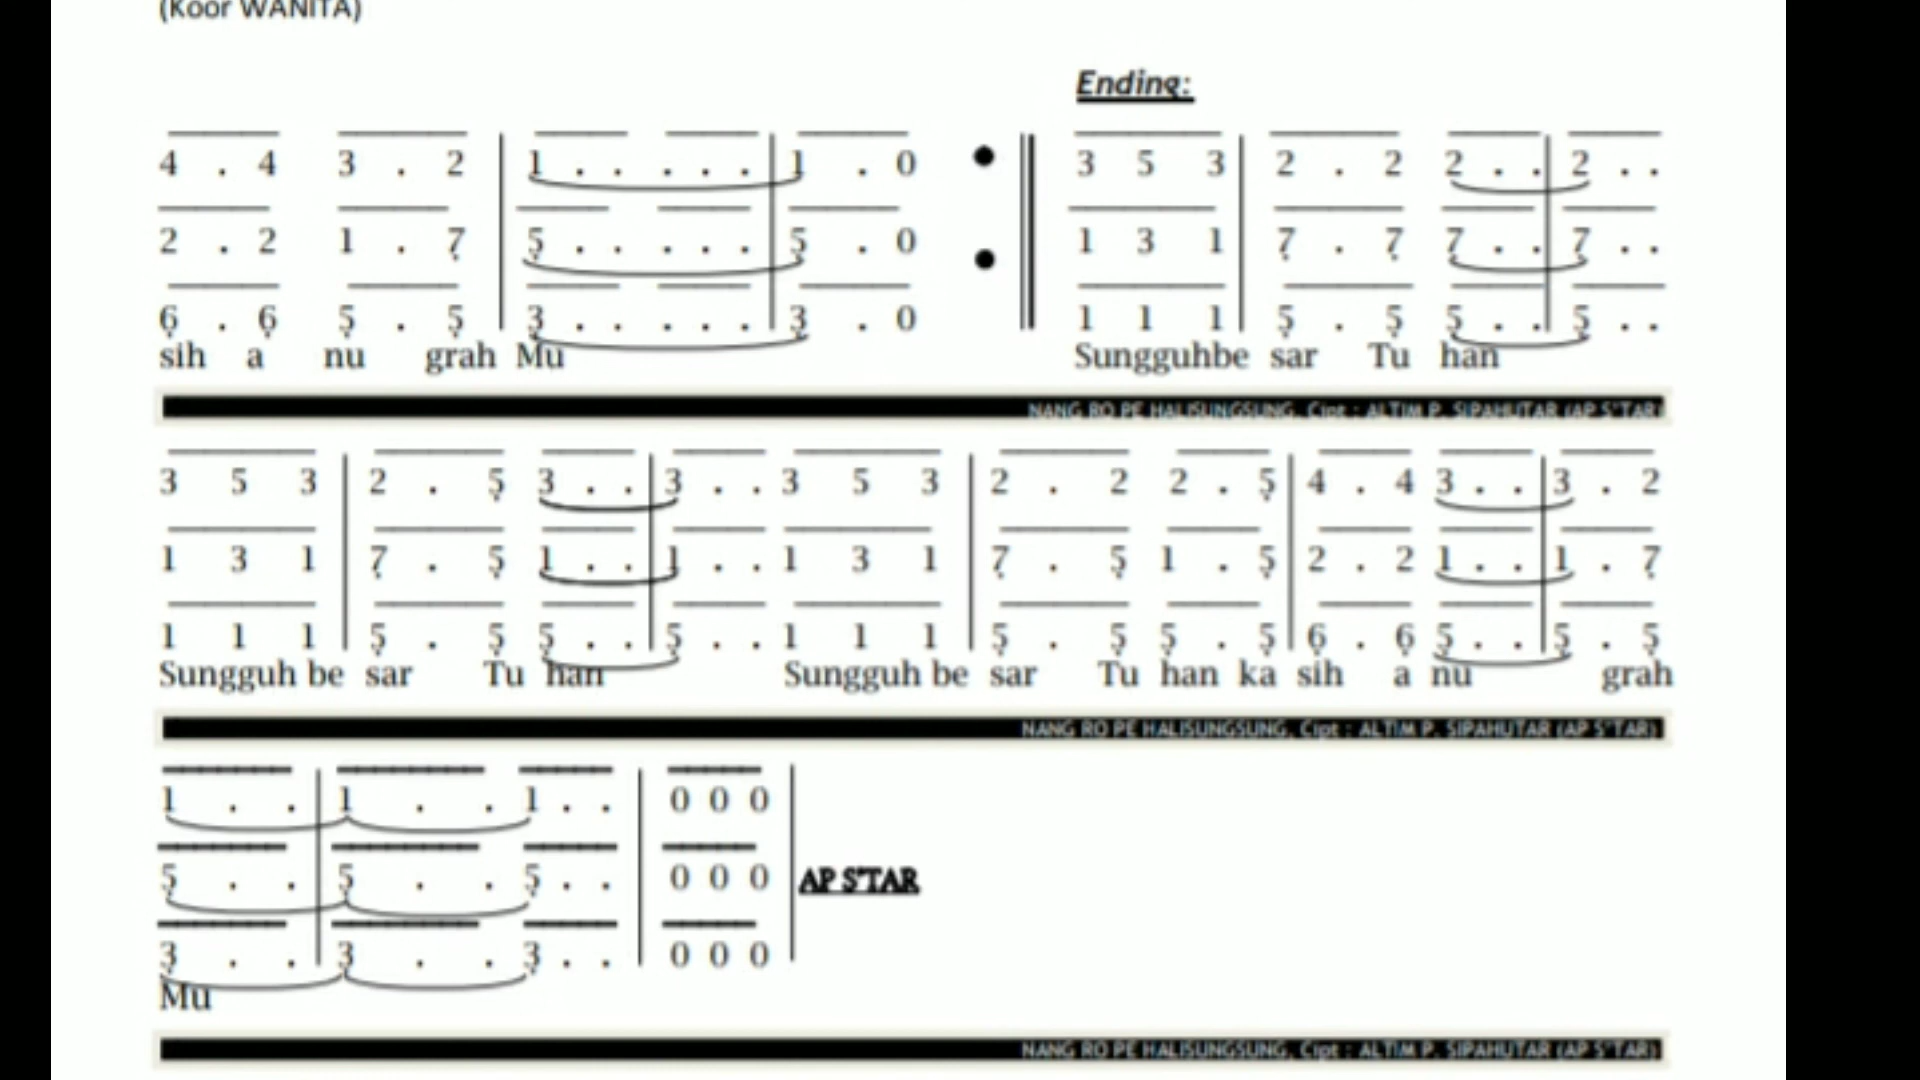 (Koor WANITA)
Ending:
4 . 4 3 . 2 | 1 . . . . . | 1 . 0 3 5 3 | 2 . 2 2 . . | 2 . .
2 . 2 1 . 7̣ | 5̣ . . . . . | 5̣ . 0 1 3 1 | 7̣ . 7̣ 7̣ . . | 7̣ . .
6̣ . 6̣ 5̣ . 5̣ | 3̣ . . . . . | 3̣ . 0 1 1 1 | 5̣ . 5̣ 5̣ . . | 5̣ . .
sih a nu grah Mu Sungguhbe sar Tu han
NANG RO PE HALISUNGSUNG, Cipt : ALTIM P. SIPAHUTAR (AP S'TAR)
3 5 3 | 2 . 5̣ 3 . . | 3 . . 3 5 3 | 2 . 2 2 . 5̣ | 4 . 4 3 . . | 3 . 2
1 3 1 | 7̣ . 5̣ 1 . . | 1 . . 1 3 1 | 7̣ . 5̣ 1 . 5̣ | 2 . 2 1 . . | 1 . 7̣
1 1 1 | 5̣ . 5̣ 5̣ . . | 5̣ . . 1 1 1 | 5̣ . 5̣ 5̣ . 5̣ | 6̣ . 6̣ 5̣ . . | 5̣ . 5̣
Sungguh be sar Tu han Sungguh be sar Tu han ka sih a nu grah
NANG RO PE HALISUNGSUNG, Cipt : ALTIM P. SIPAHUTAR (AP S'TAR)
1 . . | 1 . . 1 . . | 0 0 0 |
5̣ . . | 5̣ . . 5̣ . . | 0 0 0 | AP S'TAR
3̣ . . | 3̣ . . 3̣ . . | 0 0 0 |
Mu
NANG RO PE HALISUNGSUNG, Cipt : ALTIM P. SIPAHUTAR (AP S'TAR)